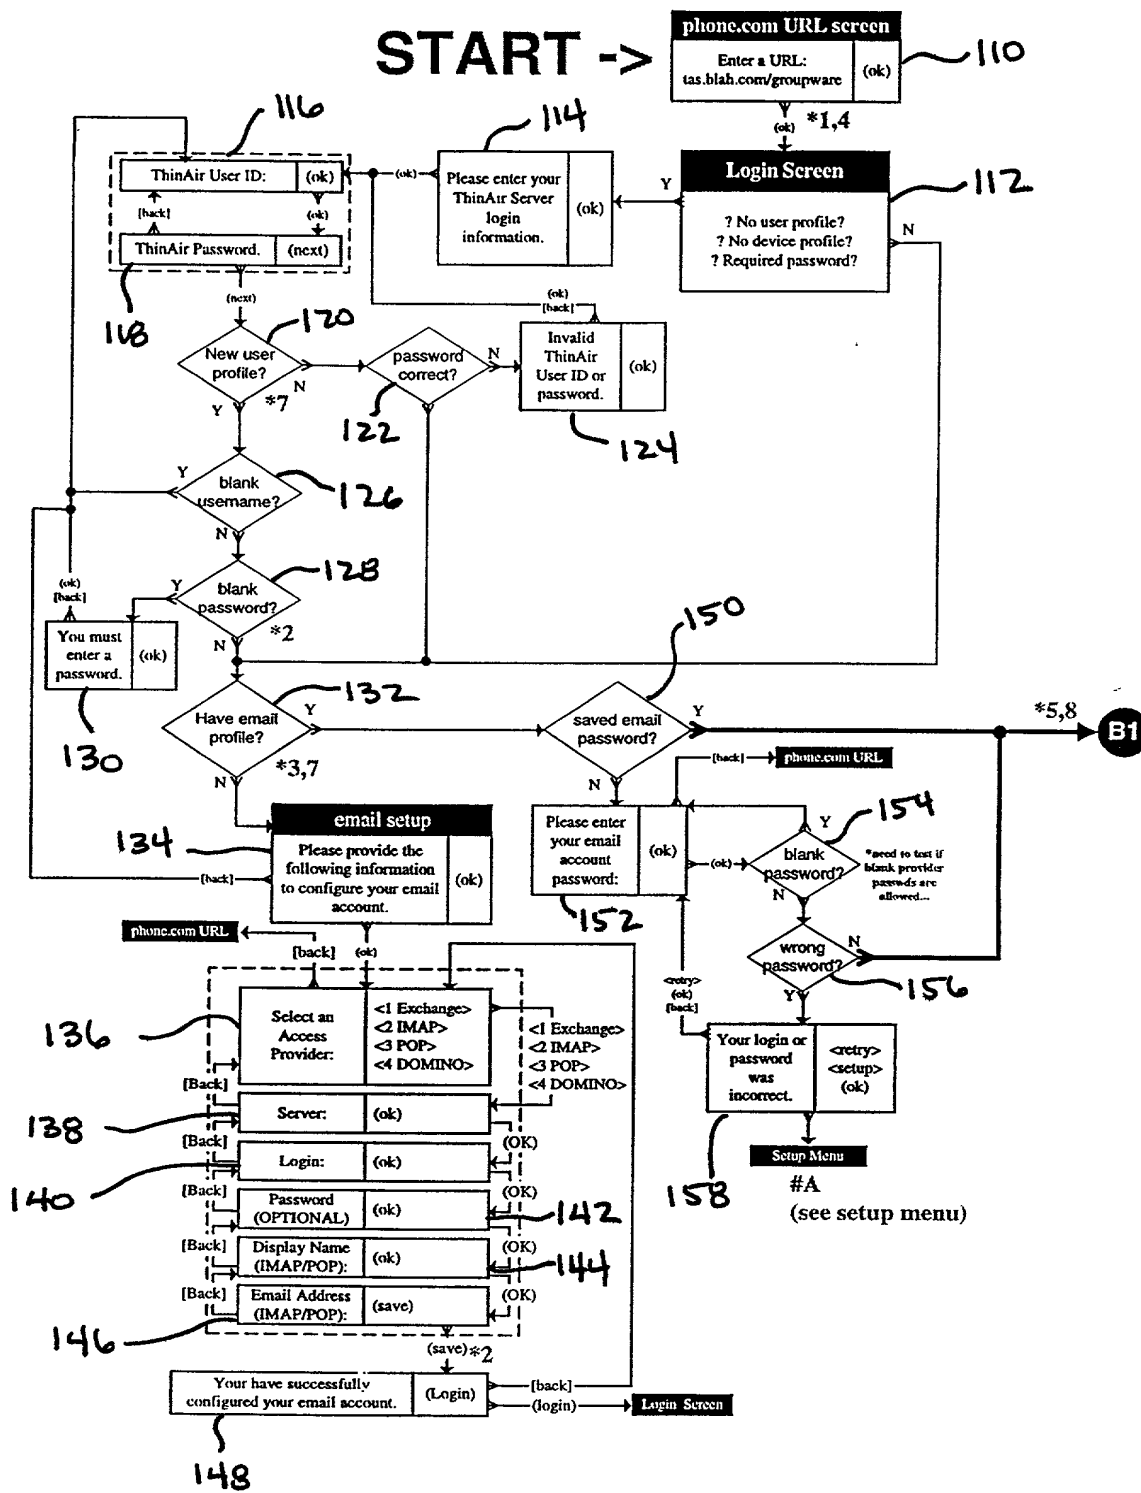 START ->
phone.com URL screen
Enter a URL:
tas.blah.com/groupware
(ok)
110
(ok)
*1,4
116
114
ThinAir User ID:
(ok)
[back]
(ok)
ThinAir Password.
(next)
118
(ok)
Please enter your
ThinAir Server
login
information.
(ok)
Y
Login Screen
? No user profile?
? No device profile?
? Required password?
112
N
(next)
120
New user
profile?
N
*7
Y
password
correct?
N
122
(ok)
[back]
Invalid
ThinAir
User ID or
password.
(ok)
124
Y
blank
username?
126
N
128
blank
password?
Y
*2
N
(ok)
[back]
You must
enter a
password.
(ok)
130
132
Have email
profile?
Y
*3,7
N
150
saved email
password?
Y
N
*5,8
B1
[back]
phone.com URL
email setup
Please provide the
following information
to configure your email
account.
(ok)
134
[back]
Please enter
your email
account
password:
(ok)
152
(ok)
154
Y
blank
password?
*need to test if
blank provider
passwds are
allowed...
N
wrong
password?
N
156
Y
<retry>
(ok)
[back]
Your login or
password
was
incorrect.
<retry>
<setup>
(ok)
158
Setup Menu
#A
(see setup menu)
phone.com URL
[back]
(ok)
136
Select an
Access
Provider:
<1 Exchange>
<2 IMAP>
<3 POP>
<4 DOMINO>
<1 Exchange>
<2 IMAP>
<3 POP>
<4 DOMINO>
[Back]
138
Server:
(ok)
[Back]
(OK)
140
Login:
(ok)
[Back]
(OK)
Password
(OPTIONAL)
(ok)
142
[Back]
(OK)
Display Name
(IMAP/POP):
(ok)
144
[Back]
(OK)
Email Address
(IMAP/POP):
(save)
146
(save)
*2
Your have successfully
configured your email account.
(Login)
[back]
(login)
Login Screen
148